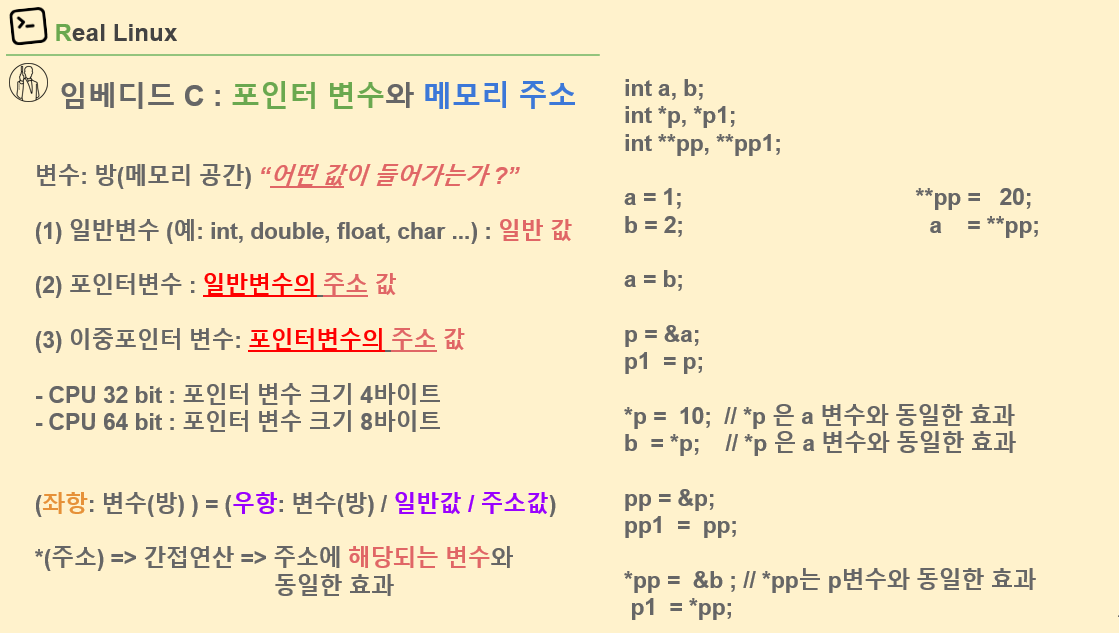 Real Linux
임베디드 C : 포인터 변수와 메모리 주소
변수: 방(메모리 공간) “어떤 값이 들어가는가 ?”
(1) 일반변수 (예: int, double, float, char ...) : 일반 값
(2) 포인터변수 : 일반변수의 주소 값
(3) 이중포인터 변수: 포인터변수의 주소 값
- CPU 32 bit : 포인터 변수 크기 4바이트
- CPU 64 bit : 포인터 변수 크기 8바이트
(좌항: 변수(방) ) = (우항: 변수(방) / 일반값 / 주소값)
*(주소) => 간접연산 => 주소에 해당되는 변수와
동일한 효과
int a, b;
int *p, *p1;
int **pp, **pp1;
a = 1;
b = 2;
a = b;
p = &a;
p1 = p;
*p = 10; // *p 은 a 변수와 동일한 효과
b = *p; // *p 은 a 변수와 동일한 효과
pp = &p;
pp1 = pp;
*pp = &b ; // *pp는 p변수와 동일한 효과
p1 = *pp;
**pp = 20;
a = **pp;